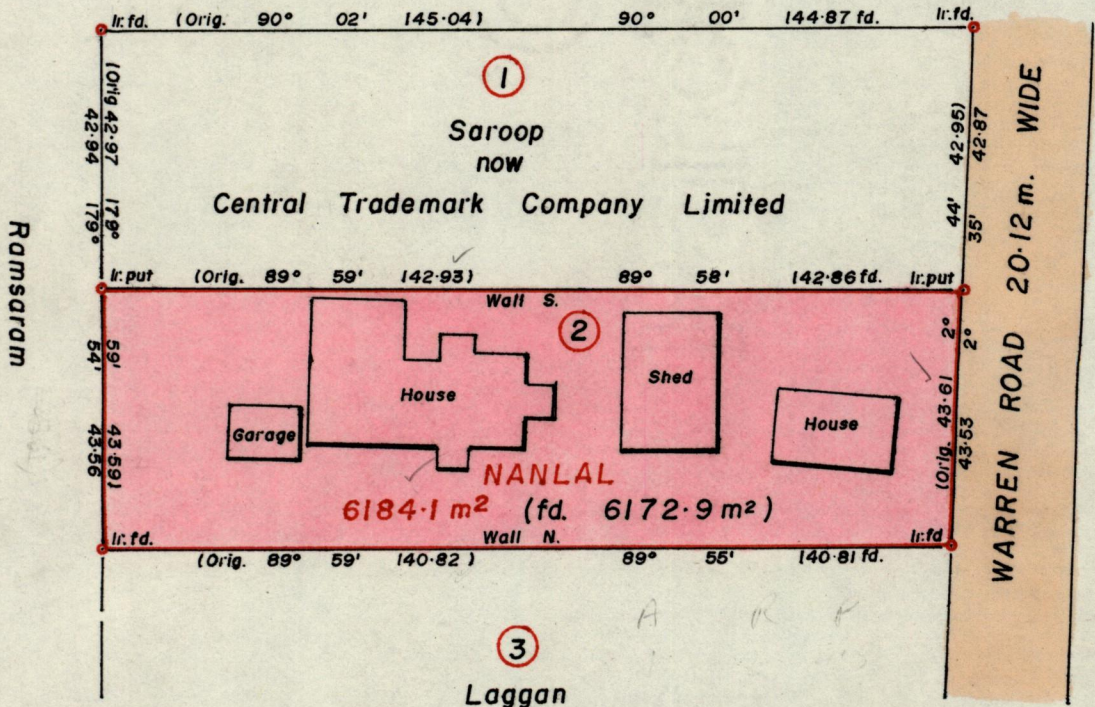 Ir. fd. (Orig. 90° 02' 145·04) 90° 00' 144·87 fd. Ir. fd.
(Orig 42·97 179°
42·94 179°
1
Saroop
now
Central Trademark Company Limited
44' 42·95)
35' 42·87
WARREN ROAD 20·12 m. WIDE
Ramsaram
Ir. put (Orig. 89° 59' 142·93) 89° 58' 142·86 fd. Ir. put
Wall S.
2
59' 43·59)
54' 43·56
House
Garage
Shed
House
2° (Orig. 43·61
2° 43·53
NANLAL
6184·1 m² (fd. 6172·9 m²)
Wall N.
Ir. fd. Ir. fd
(Orig. 89° 59' 140·82) 89° 55' 140·81 fd.
A R P
3
Laggan